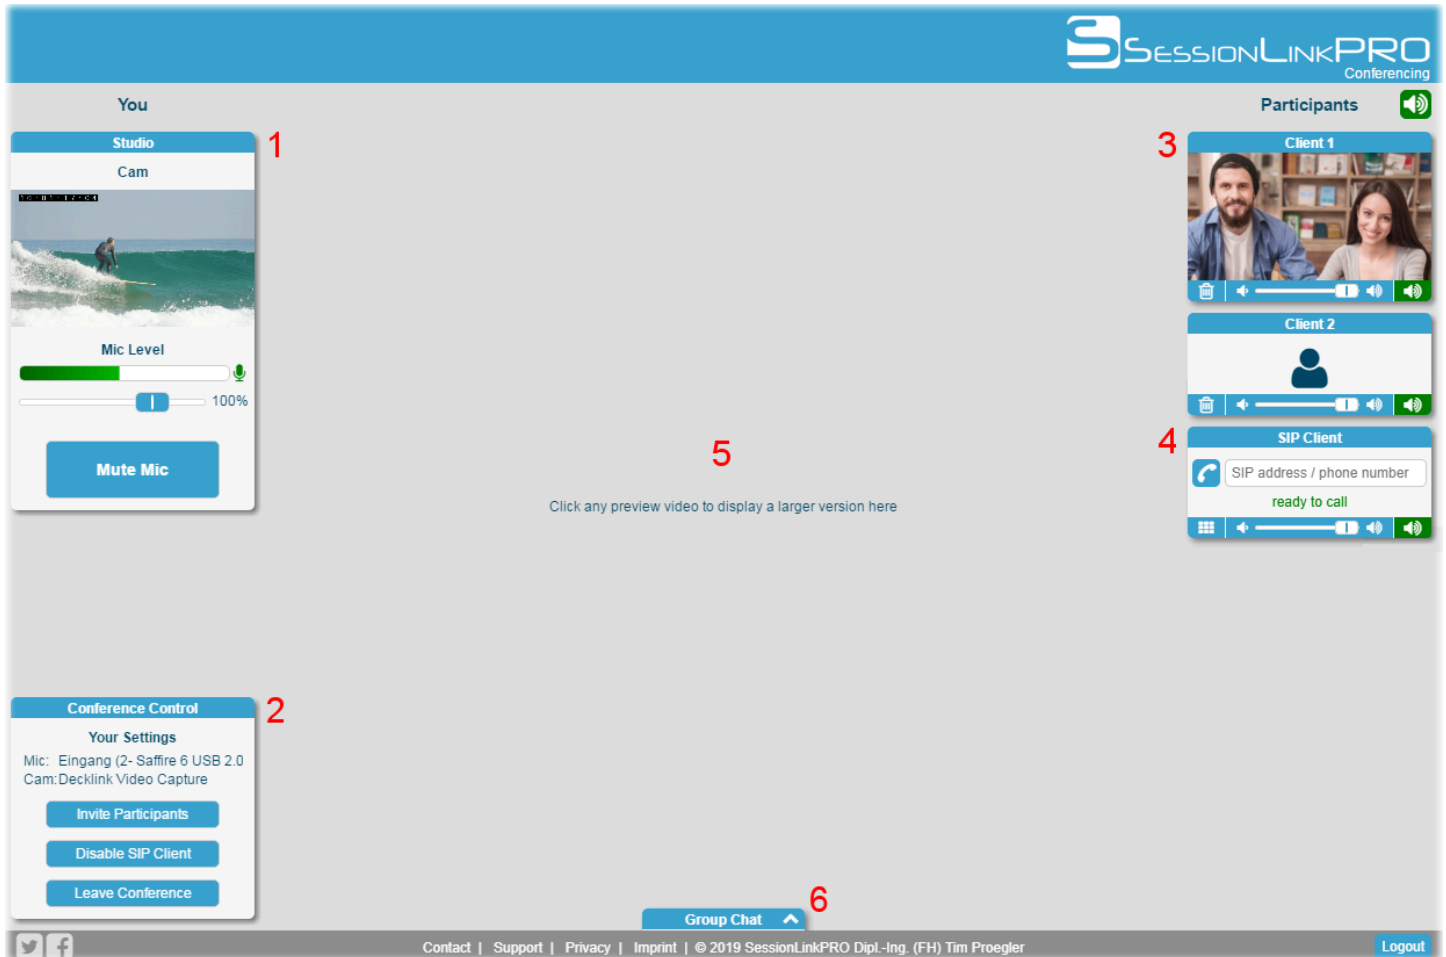 SESSIONLINKPRO
Conferencing
You
Participants
Studio
1
Cam
Mic Level
100%
Mute Mic
3
Client 1
Client 2
4
SIP Client
SIP address / phone number
ready to call
5
Click any preview video to display a larger version here
Conference Control
2
Your Settings
Mic: Eingang (2- Saffire 6 USB 2.0
Cam: Decklink Video Capture
Invite Participants
Disable SIP Client
Leave Conference
6
Group Chat
Contact | Support | Privacy | Imprint | © 2019 SessionLinkPRO Dipl.-Ing. (FH) Tim Proegler
Logout